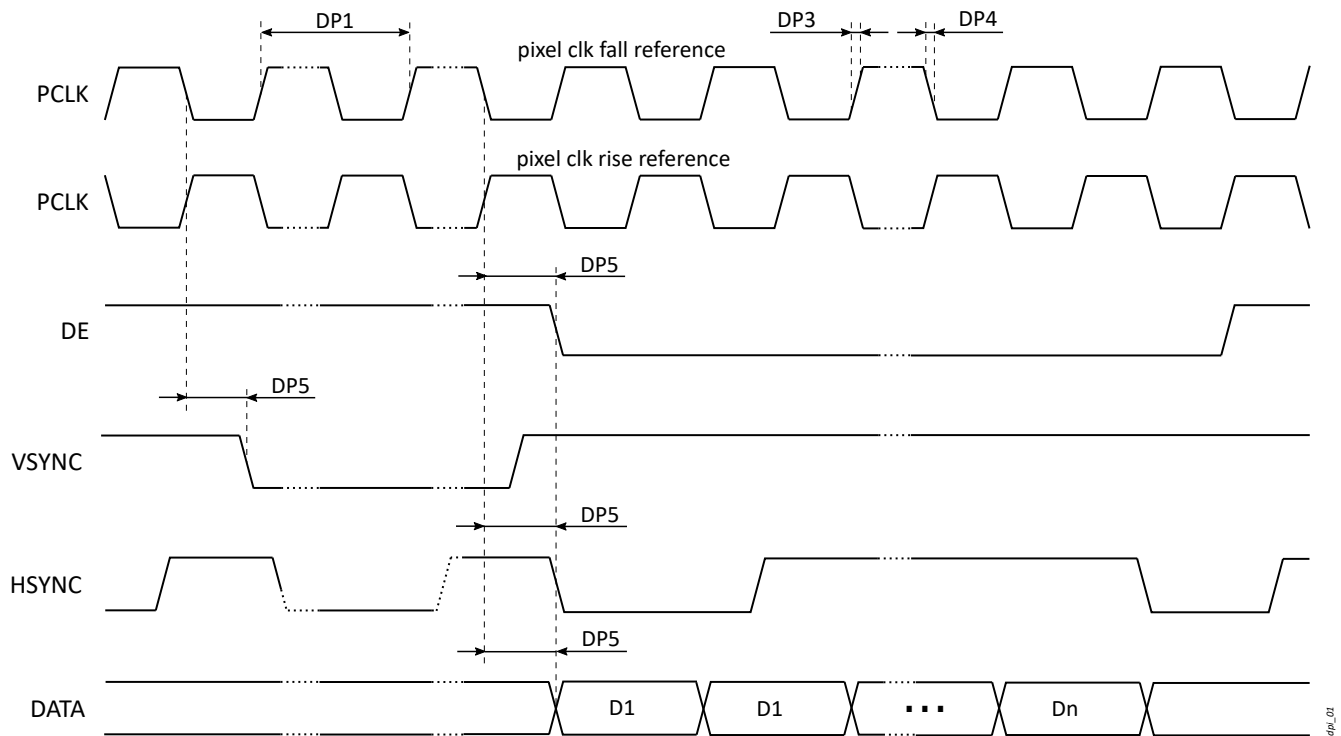 DP1
DP3
DP4
pixel clk fall reference
PCLK
pixel clk rise reference
PCLK
DP5
DE
DP5
VSYNC
DP5
HSYNC
DP5
DATA
D1
D1
...
Dn
dpi_01